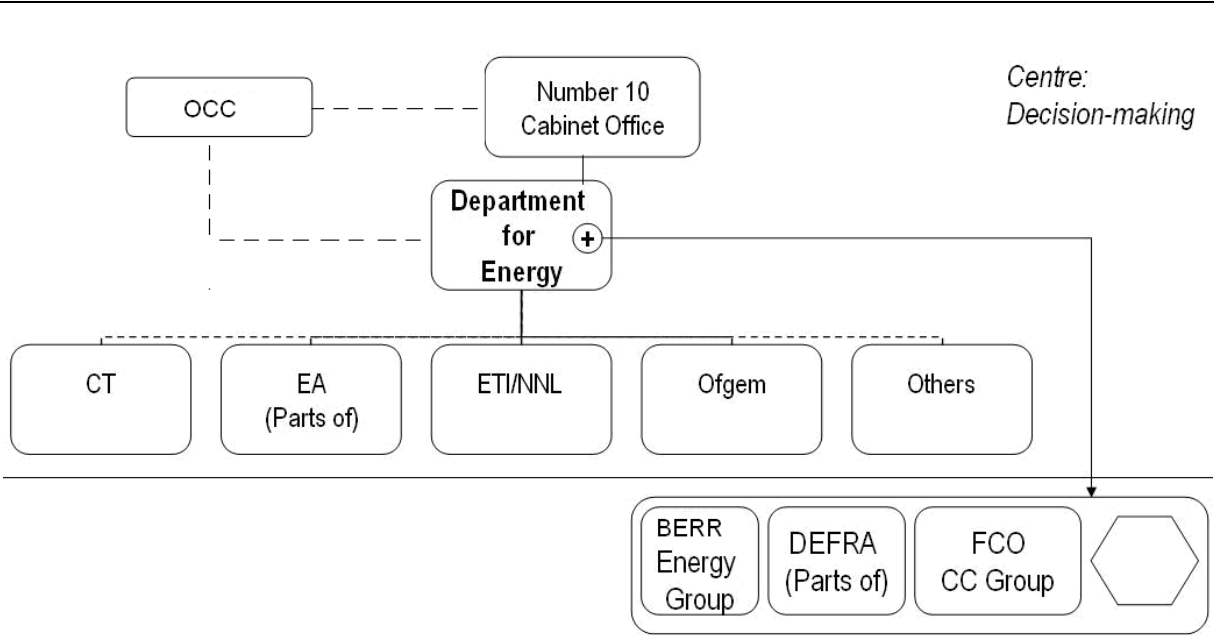 OCC
Number 10
Cabinet Office
Centre:
Decision-making
Department
for
Energy
+
CT
EA
(Parts of)
ETI/NNL
Ofgem
Others
BERR
Energy
Group
DEFRA
(Parts of)
FCO
CC Group